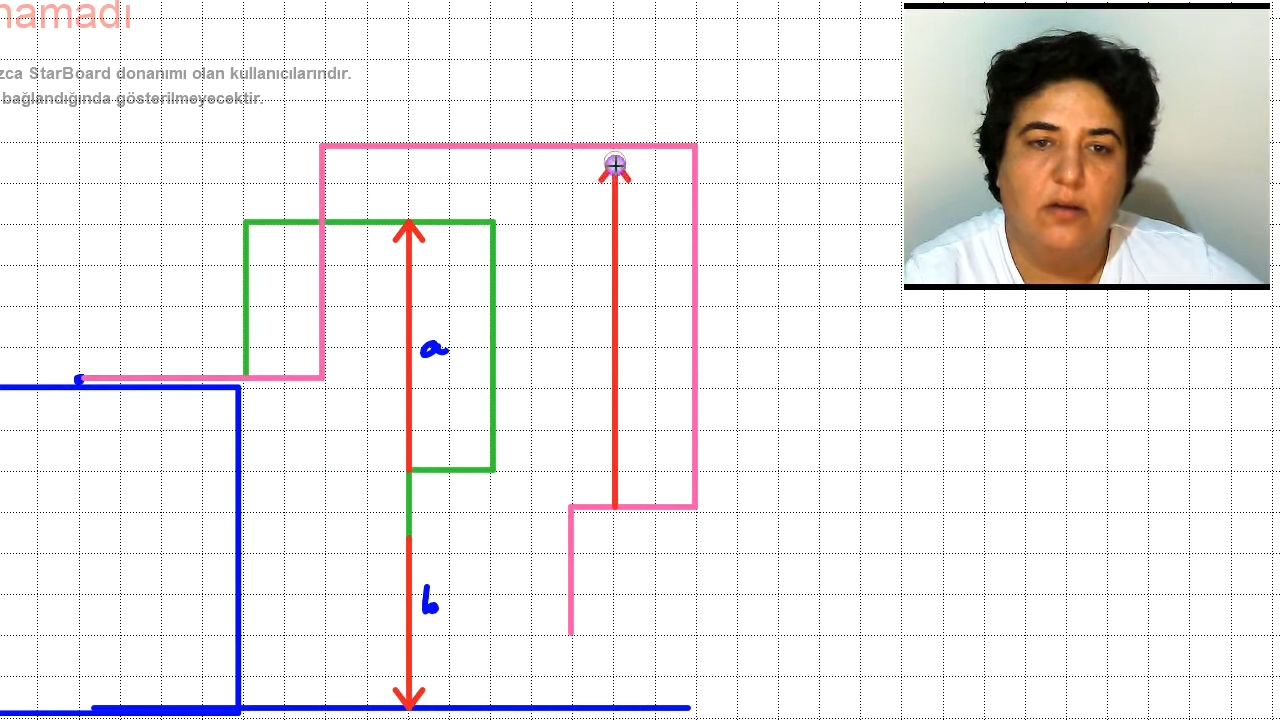 namadı
zca StarBoard donanımı olan kullanıcılarındır.
bağlandığında gösterilmeyecektir.
a
b